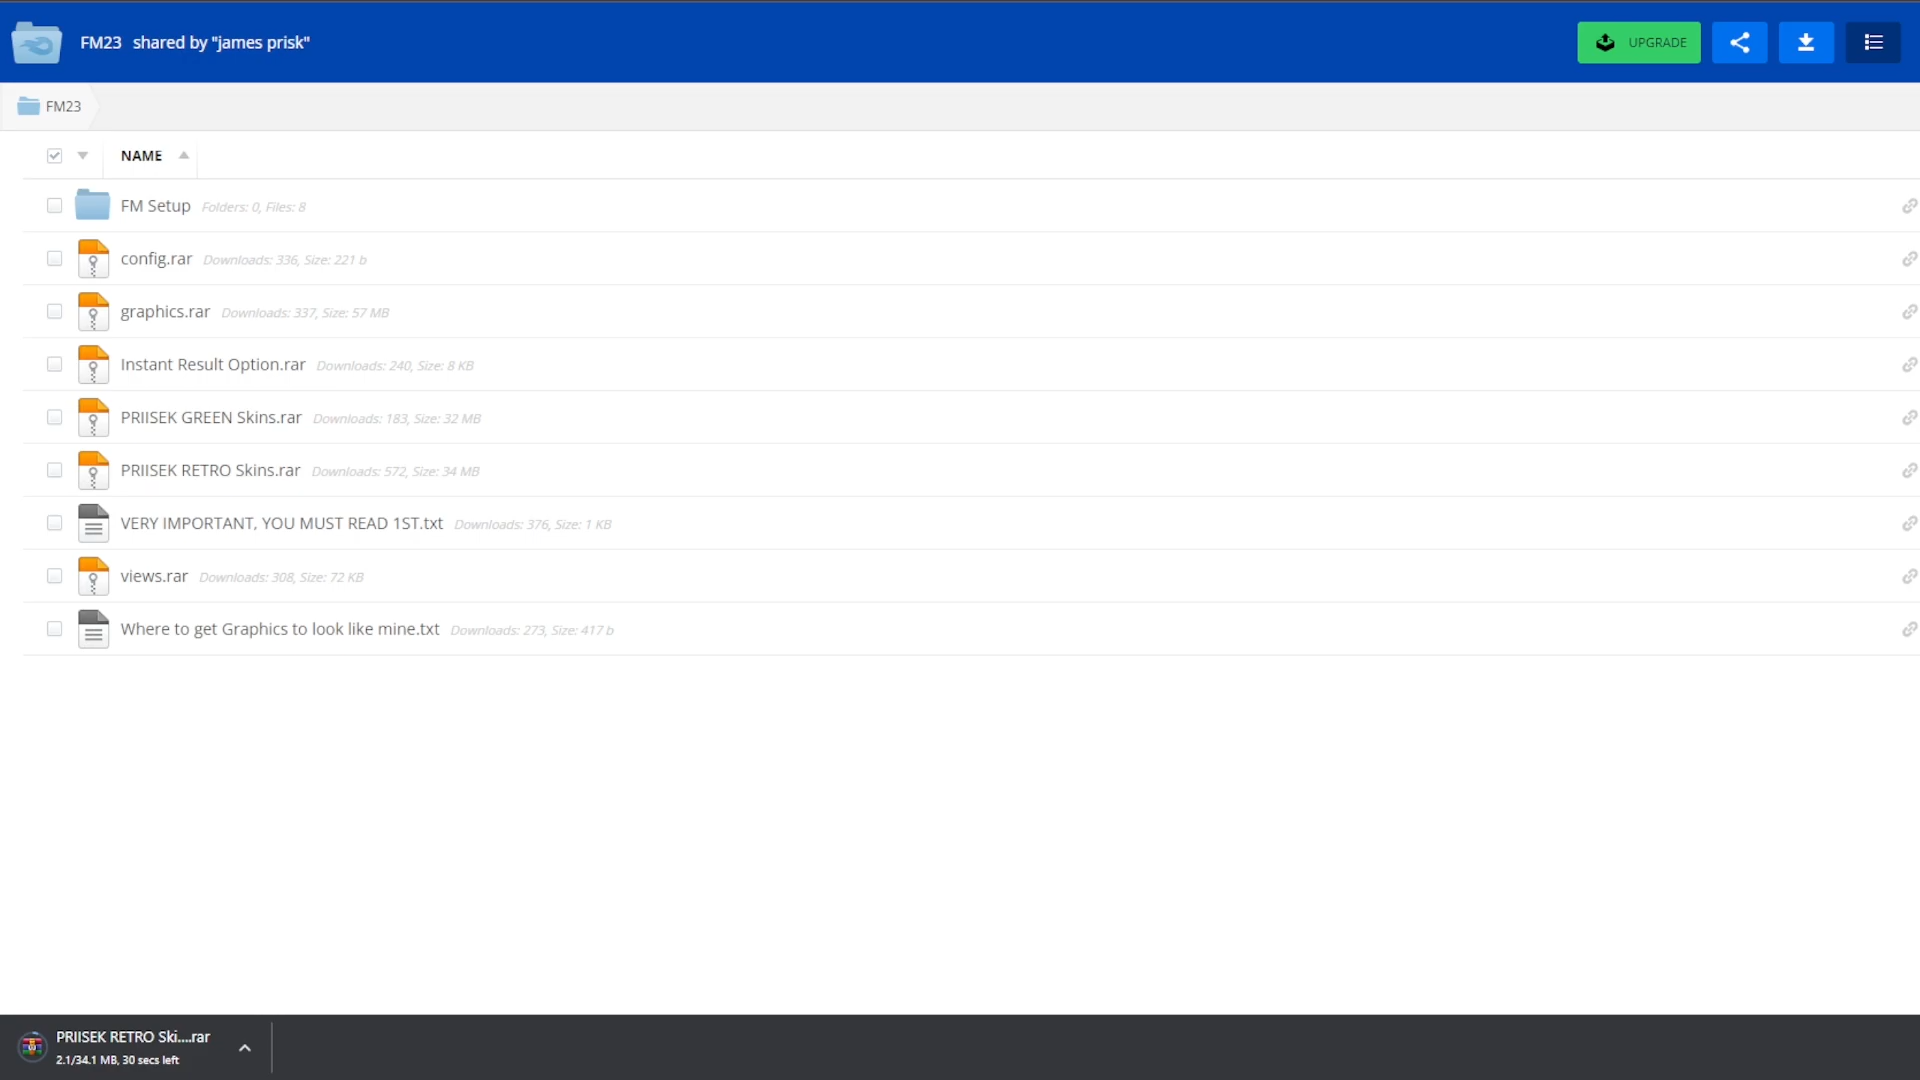 FM23 shared by "james prisk"
UPGRADE
FM23
NAME
FM Setup Folders: 0, Files: 8
config.rar Downloads: 336, Size: 221 b
graphics.rar Downloads: 337, Size: 57 MB
Instant Result Option.rar Downloads: 240, Size: 8 KB
PRIISEK GREEN Skins.rar Downloads: 183, Size: 32 MB
PRIISEK RETRO Skins.rar Downloads: 572, Size: 34 MB
VERY IMPORTANT, YOU MUST READ 1ST.txt Downloads: 376, Size: 1 KB
views.rar Downloads: 308, Size: 72 KB
Where to get Graphics to look like mine.txt Downloads: 273, Size: 417 b
PRIISEK RETRO Ski....rar
2.1/34.1 MB, 30 secs left